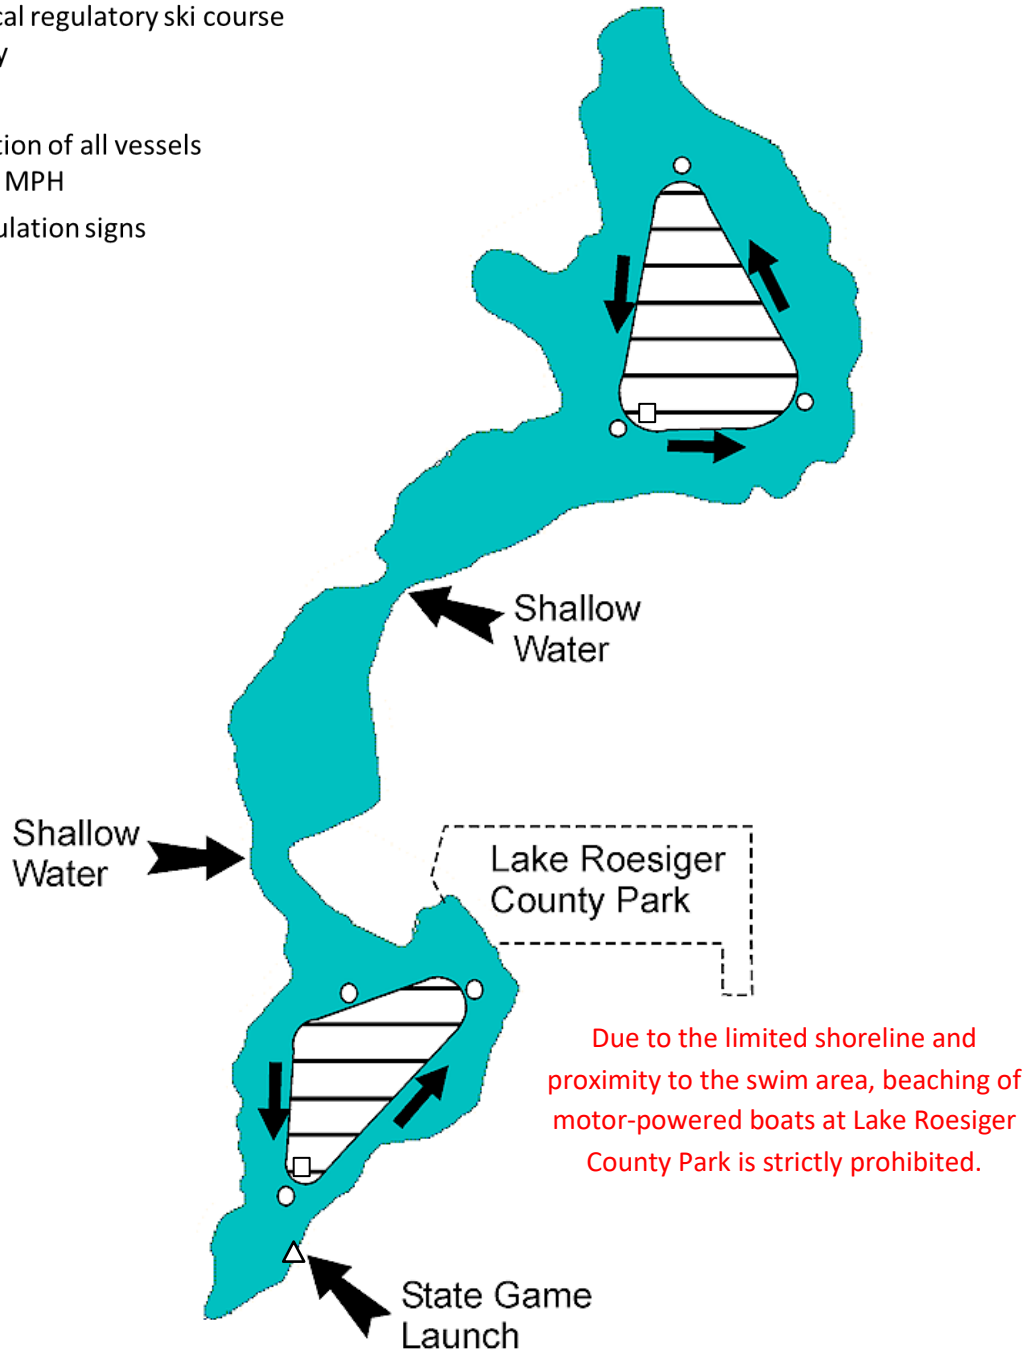 cal regulatory ski course
y
tion of all vessels
MPH
ulation signs
Shallow
Water
Shallow
Water
Lake Roesiger
County Park
Due to the limited shoreline and
proximity to the swim area, beaching of
motor-powered boats at Lake Roesiger
County Park is strictly prohibited.
State Game
Launch